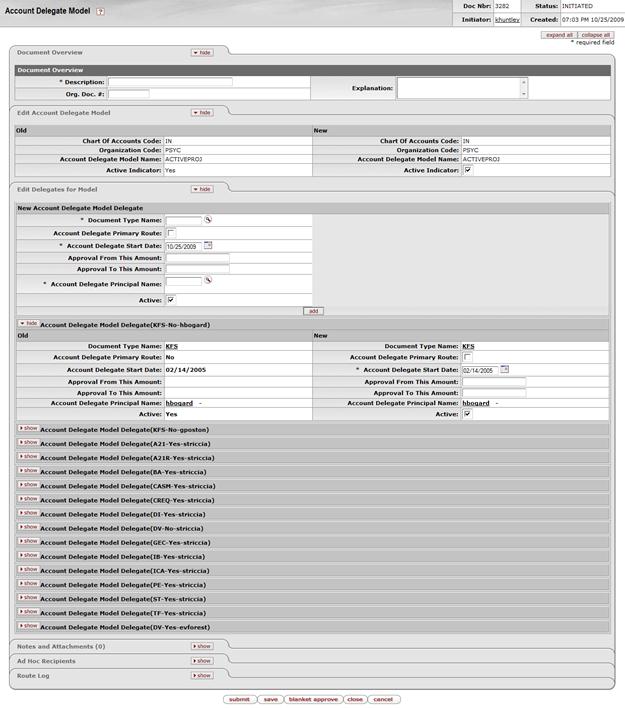 Account Delegate Model ?
Doc Nbr: 3282 Status: INITIATED
Initiator: khuntley Created: 07:03 PM 10/25/2009
expand all collapse all
* required field
Document Overview hide
Document Overview
* Description:
Org. Doc. #:
Explanation:
Edit Account Delegate Model hide
Old New
Chart Of Accounts Code: IN Chart Of Accounts Code: IN
Organization Code: PSYC Organization Code: PSYC
Account Delegate Model Name: ACTIVEPROJ Account Delegate Model Name: ACTIVEPROJ
Active Indicator: Yes Active Indicator:
Edit Delegates for Model hide
New Account Delegate Model Delegate
* Document Type Name:
Account Delegate Primary Route:
* Account Delegate Start Date: 10/25/2009
Approval From This Amount:
Approval To This Amount:
* Account Delegate Principal Name:
Active:
add
hide Account Delegate Model Delegate(KFS-No-hbogard)
Old New
Document Type Name: KFS Document Type Name: KFS
Account Delegate Primary Route: No Account Delegate Primary Route:
Account Delegate Start Date: 02/14/2005 * Account Delegate Start Date: 02/14/2005
Approval From This Amount: Approval From This Amount:
Approval To This Amount: Approval To This Amount:
Account Delegate Principal Name: hbogard - Account Delegate Principal Name: hbogard -
Active: Yes Active:
show Account Delegate Model Delegate(KFS-No-gposton)
show Account Delegate Model Delegate(A21-Yes-striccia)
show Account Delegate Model Delegate(A21R-Yes-striccia)
show Account Delegate Model Delegate(BA-Yes-striccia)
show Account Delegate Model Delegate(CASM-Yes-striccia)
show Account Delegate Model Delegate(CREQ-Yes-striccia)
show Account Delegate Model Delegate(DI-Yes-striccia)
show Account Delegate Model Delegate(DV-No-striccia)
show Account Delegate Model Delegate(GEC-Yes-striccia)
show Account Delegate Model Delegate(IB-Yes-striccia)
show Account Delegate Model Delegate(ICA-Yes-striccia)
show Account Delegate Model Delegate(PE-Yes-striccia)
show Account Delegate Model Delegate(ST-Yes-striccia)
show Account Delegate Model Delegate(TF-Yes-striccia)
show Account Delegate Model Delegate(DV-Yes-evforest)
Notes and Attachments (0) show
Ad Hoc Recipients show
Route Log show
submit save blanket approve close cancel